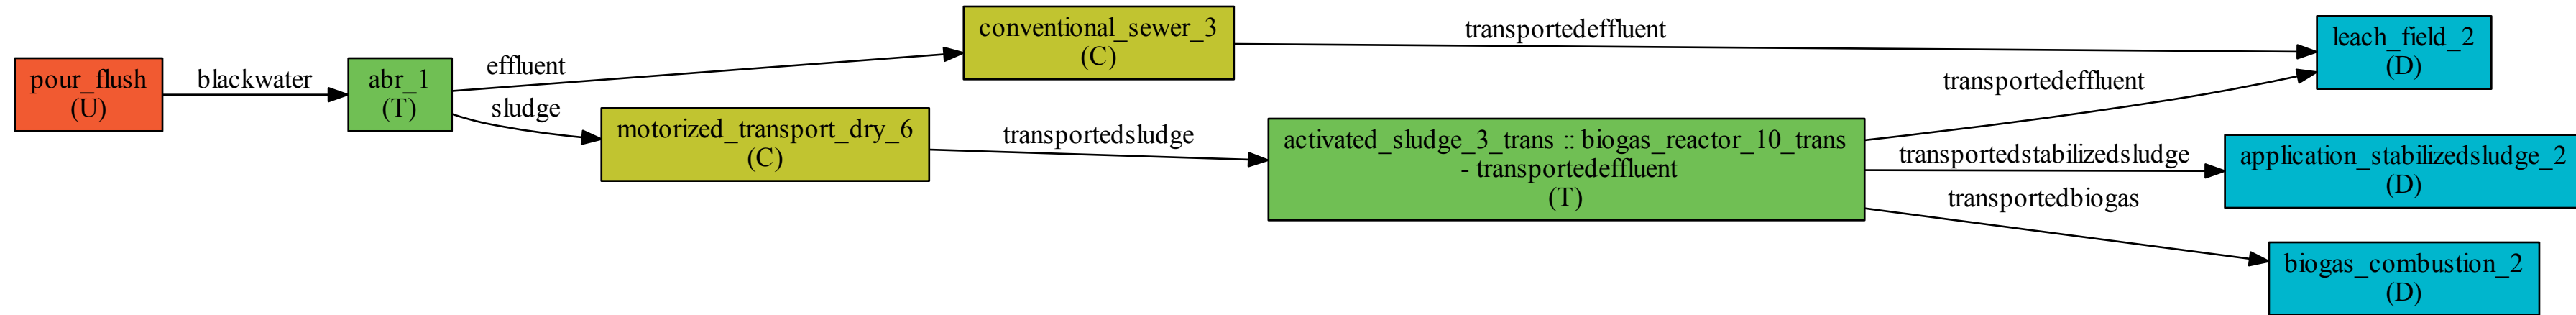 pour_flush
(U)
blackwater
abr_1
(T)
effluent
sludge
conventional_sewer_3
(C)
motorized_transport_dry_6
(C)
transportedeffluent
transportedsludge
activated_sludge_3_trans :: biogas_reactor_10_trans
- transportedeffluent
(T)
transportedeffluent
transportedstabilizedsludge
transportedbiogas
leach_field_2
(D)
application_stabilizedsludge_2
(D)
biogas_combustion_2
(D)